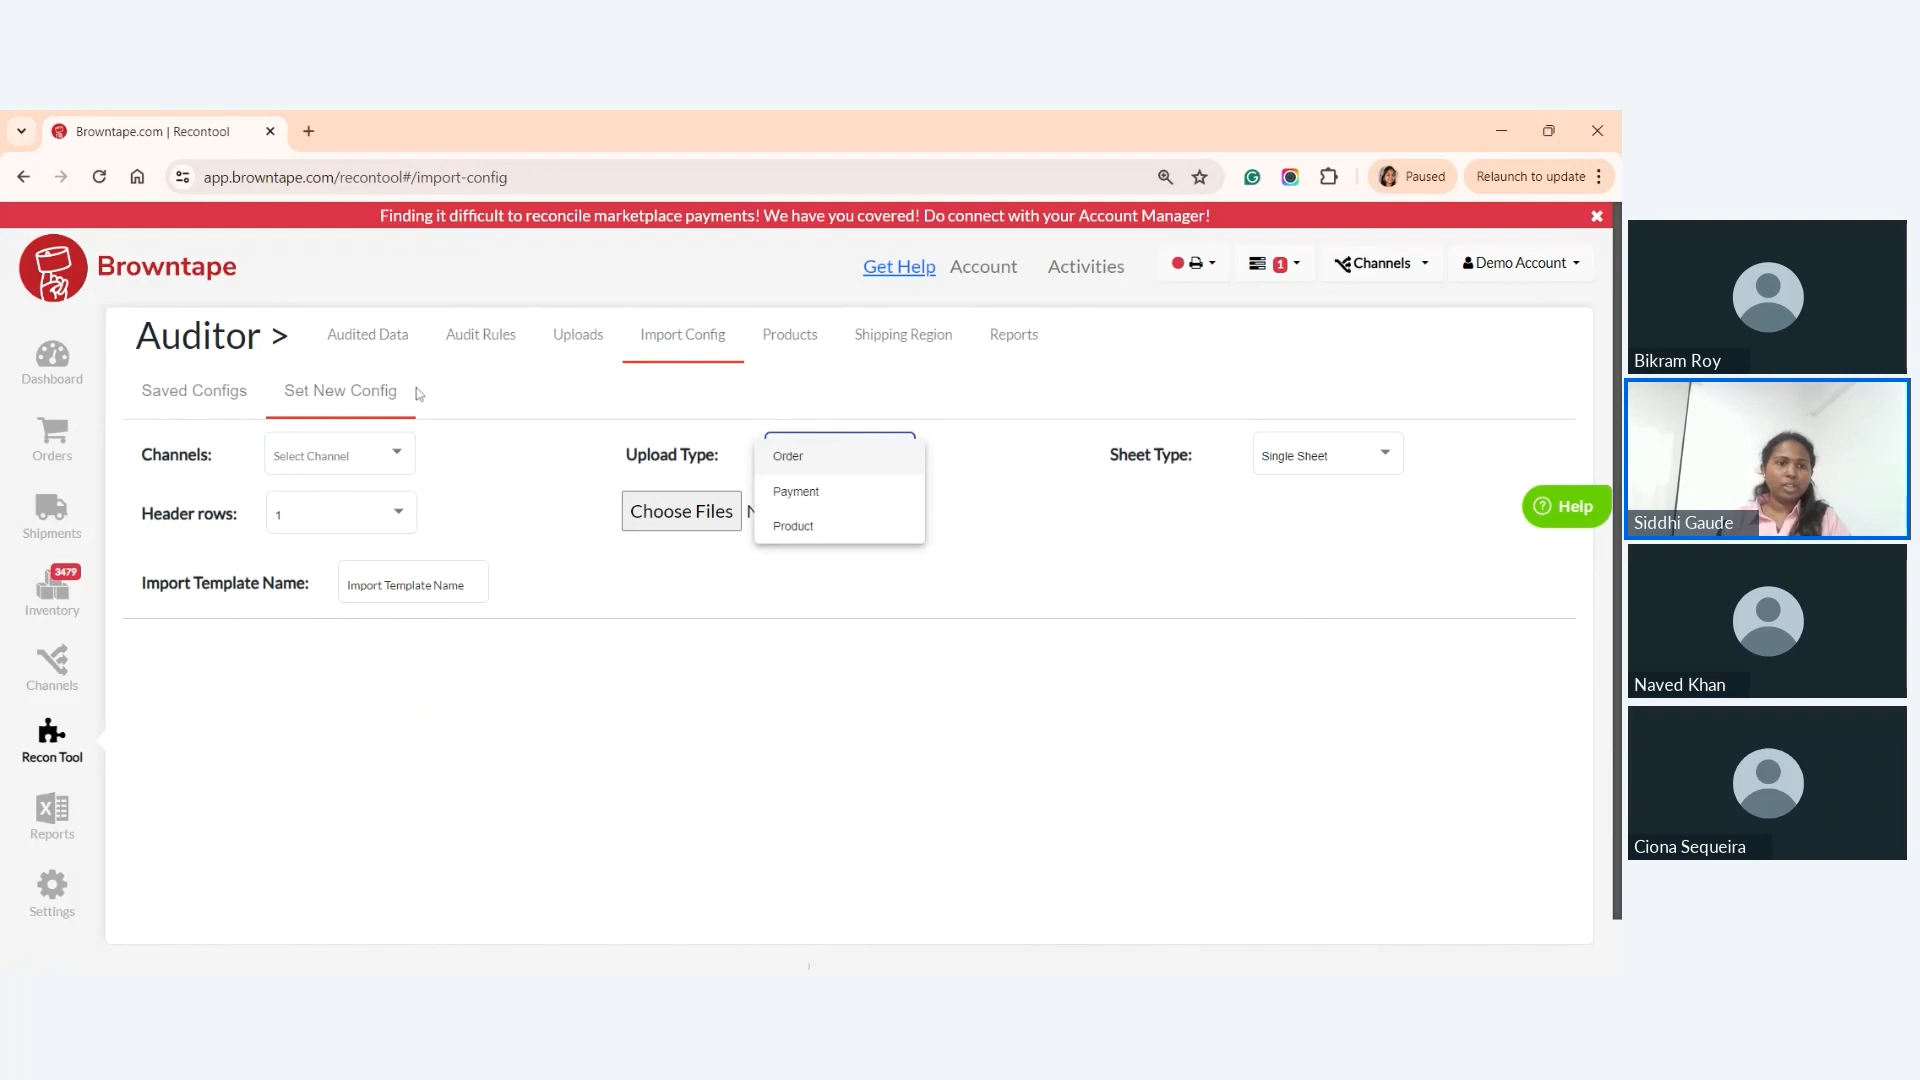 Browntape.com | Recontool
app.browntape.com/recontool#/import-config
Paused
Relaunch to update
Finding it difficult to reconcile marketplace payments! We have you covered! Do connect with your Account Manager!
Browntape
Get Help
Account
Activities
1
Channels
Demo Account
Auditor >
Audited Data
Audit Rules
Uploads
Import Config
Products
Shipping Region
Reports
Saved Configs
Set New Config
Channels:
Select Channel
Upload Type:
Order
Payment
Product
Sheet Type:
Single Sheet
Header rows:
1
Choose Files
Import Template Name:
Import Template Name
Help
Dashboard
Orders
Shipments
3479
Inventory
Channels
Recon Tool
Reports
Settings
Bikram Roy
Siddhi Gaude
Naved Khan
Ciona Sequeira